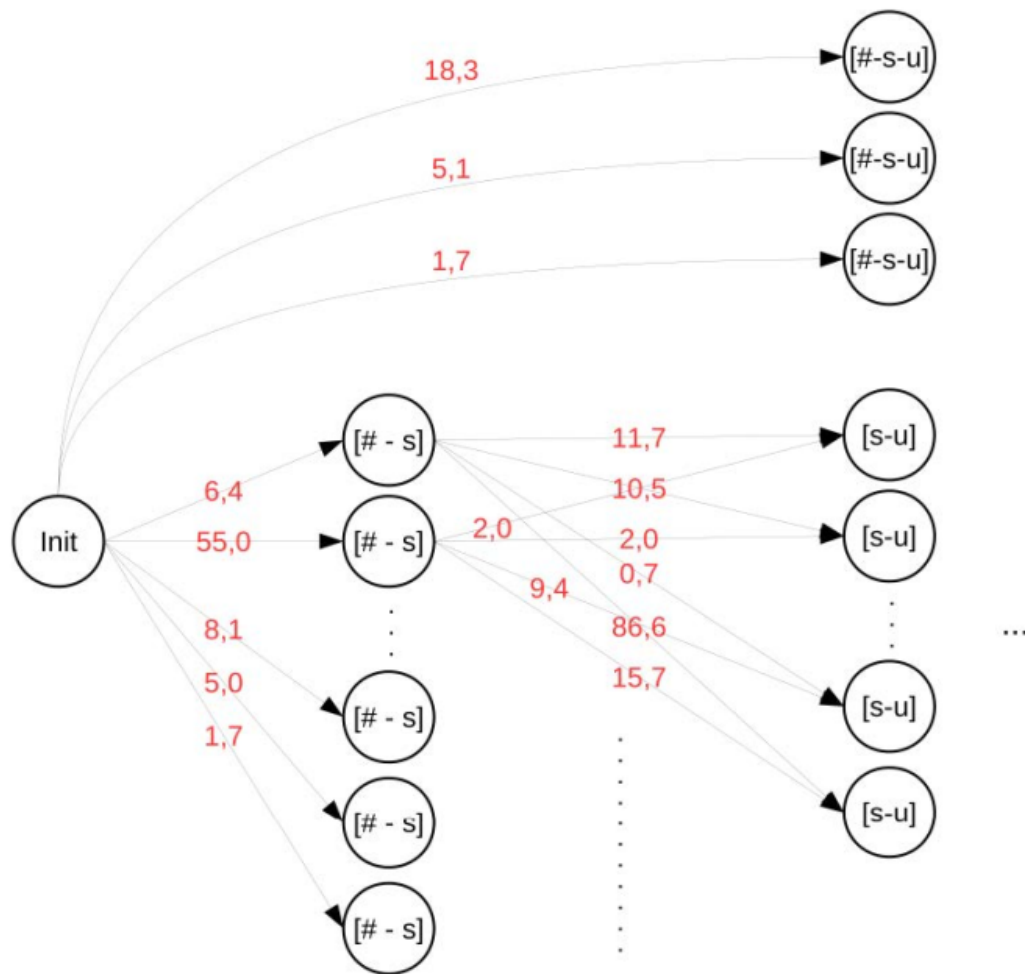 [#-s-u]
18,3
[#-s-u]
5,1
[#-s-u]
1,7
[# - s]
11,7
[s-u]
6,4
10,5
Init
55,0
[# - s]
2,0
2,0
[s-u]
0,7
9,4
8,1
86,6
...
5,0
15,7
[# - s]
[s-u]
1,7
[# - s]
[s-u]
[# - s]